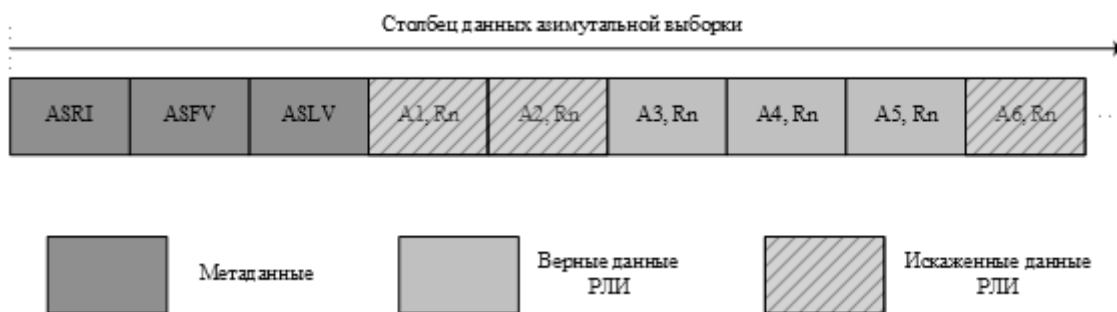 Столбец данных азимутальной выборки
ASRI ASFV ASLV A1, Rn A2, Rn A3, Rn A4, Rn A5, Rn A6, Rn
Метаданные
Верные данные
РЛИ
Искаженные данные
РЛИ